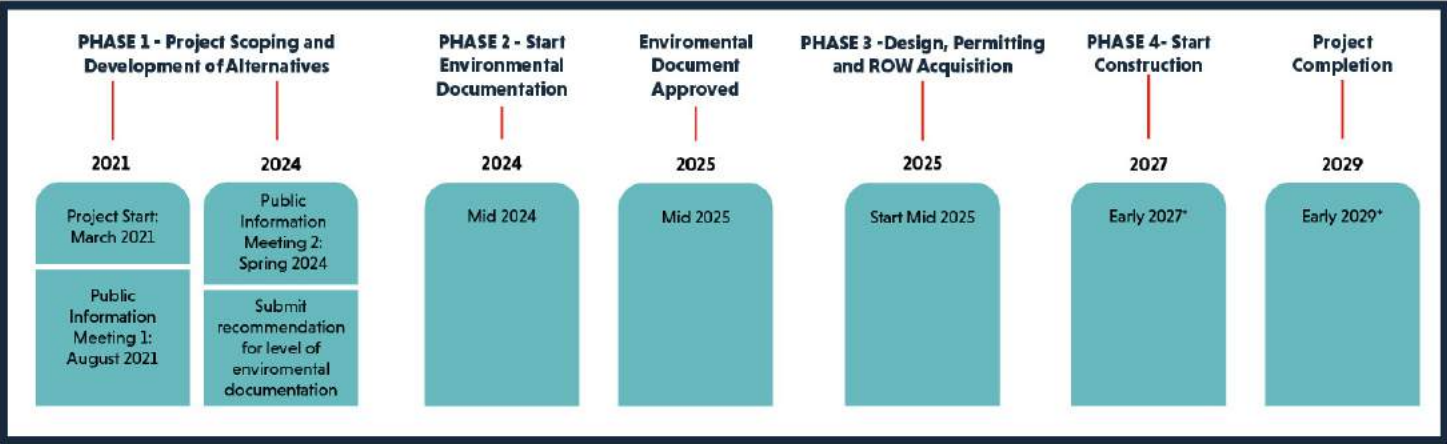 PHASE 1 - Project Scoping and
Development of Alternatives
2021
Project Start:
March 2021
Public
Information
Meeting 1:
August 2021
2024
Public
Information
Meeting 2:
Spring 2024
Submit
recommendation
for level of
enviromental
documentation
PHASE 2 - Start
Environmental
Documentation
2024
Mid 2024
Enviromental
Document
Approved
2025
Mid 2025
PHASE 3 -Design, Permitting
and ROW Acquisition
2025
Start Mid 2025
PHASE 4- Start
Construction
2027
Early 2027*
Project
Completion
2029
Early 2029*